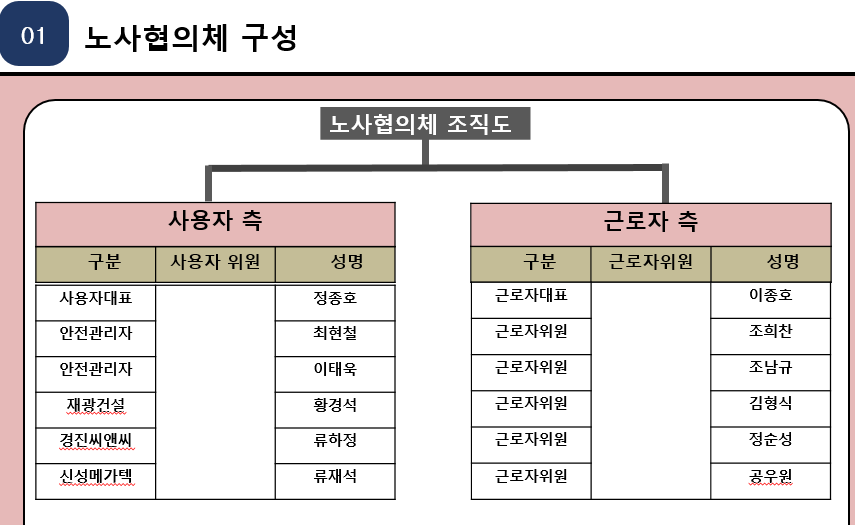 01 노사협의체 구성
노사협의체 조직도
사용자 측
구분 사용자 위원 성명
사용자대표 정종호
안전관리자 최현철
안전관리자 이태욱
재광건설 황경석
경진씨앤씨 류하정
신성메가텍 류재석
근로자 측
구분 근로자위원 성명
근로자대표 이종호
근로자위원 조희찬
근로자위원 조남규
근로자위원 김형식
근로자위원 정순성
근로자위원 공우원